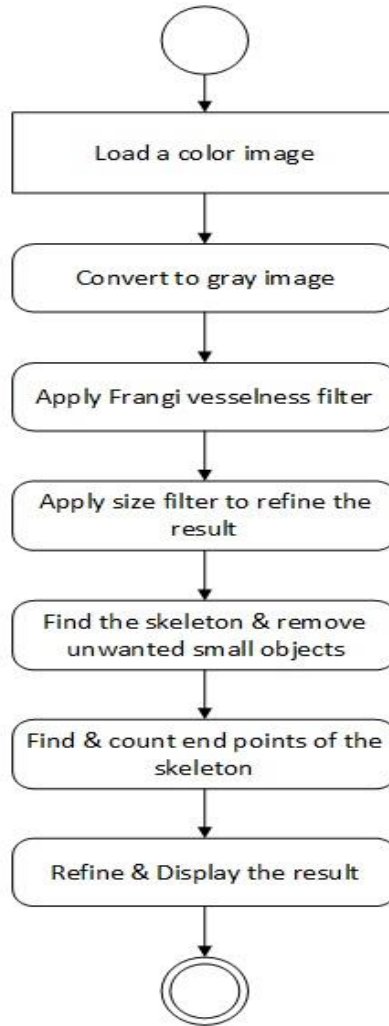 Load a color image
Convert to gray image
Apply Frangi vesselness filter
Apply size filter to refine the
result
Find the skeleton & remove
unwanted small objects
Find & count end points of the
skeleton
Refine & Display the result